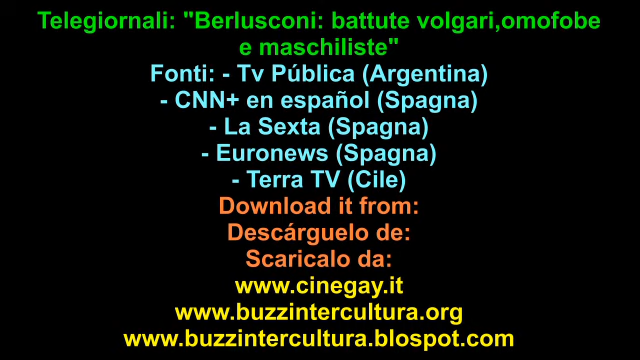 Telegiornali: "Berlusconi: battute volgari,omofobe
e maschiliste"
Fonti: - Tv Pública (Argentina)
- CNN+ en español (Spagna)
- La Sexta (Spagna)
- Euronews (Spagna)
- Terra TV (Cile)
Download it from:
Descárguelo de:
Scaricalo da:
www.cinegay.it
www.buzzintercultura.org
www.buzzintercultura.blospot.com